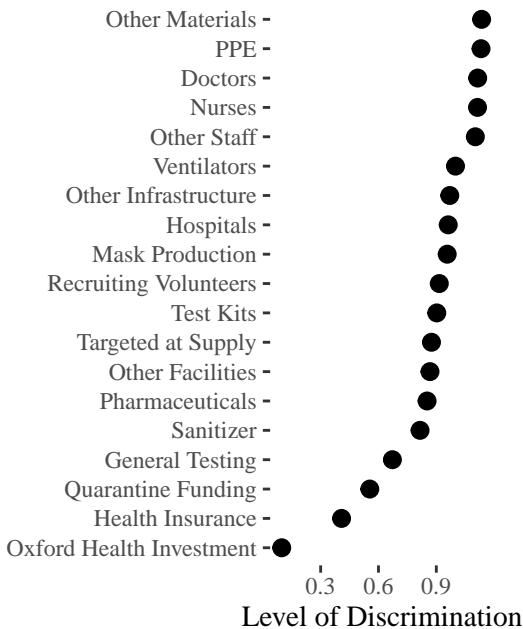 Other Materials
PPE
Doctors
Nurses
Other Staff
Ventilators
Other Infrastructure
Hospitals
Mask Production
Recruiting Volunteers
Test Kits
Targeted at Supply
Other Facilities
Pharmaceuticals
Sanitizer
General Testing
Quarantine Funding
Health Insurance
Oxford Health Investment
0.3 0.6 0.9
Level of Discrimination